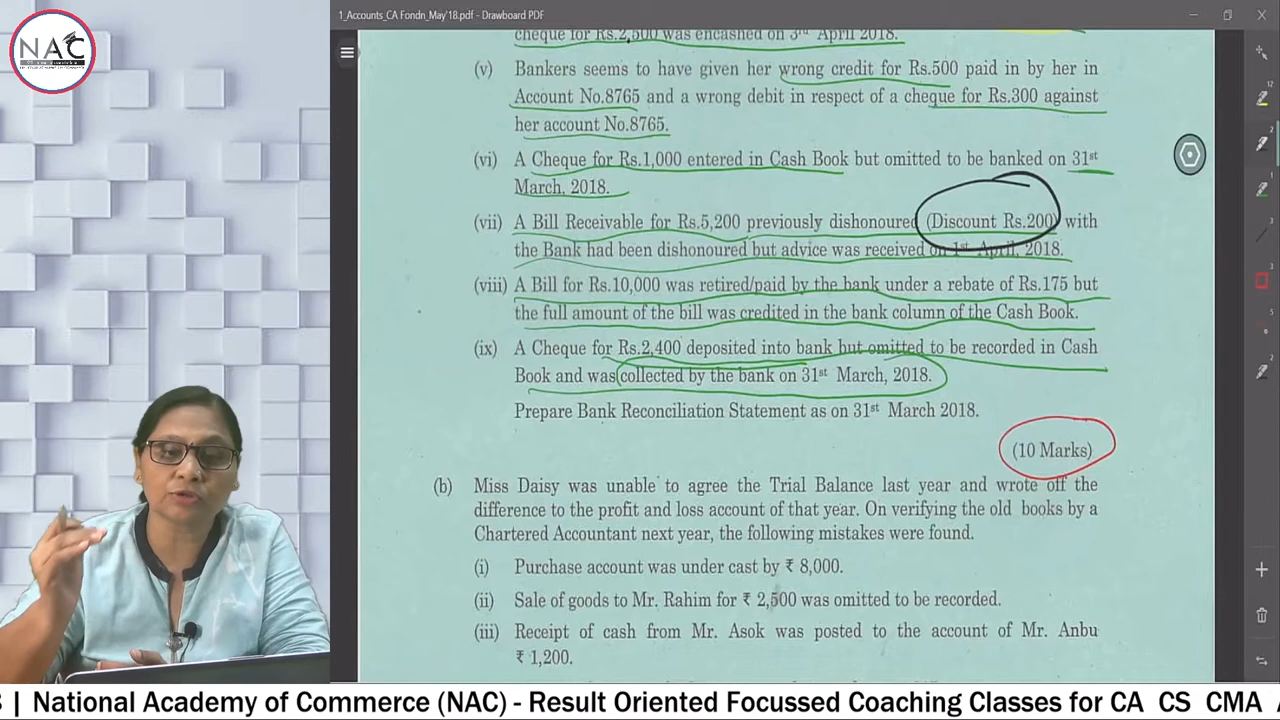 1_Accounts_CA Fondn_May'18.pdf - Drawboard PDF
NAC
cheque for Rs.2,500 was encashed on 3rd April 2018.
(v) Bankers seems to have given her wrong credit for Rs.500 paid in by her in
Account No.8765 and a wrong debit in respect of a cheque for Rs.300 against
her account No.8765.
(vi) A Cheque for Rs.1,000 entered in Cash Book but omitted to be banked on 31st
March, 2018.
(vii) A Bill Receivable for Rs.5,200 previously dishonoured (Discount Rs.200) with
the Bank had been dishonoured but advice was received on 1st April, 2018.
(viii) A Bill for Rs.10,000 was retired/paid by the bank under a rebate of Rs.175 but
the full amount of the bill was credited in the bank column of the Cash Book.
(ix) A Cheque for Rs.2,400 deposited into bank but omitted to be recorded in Cash
Book and was collected by the bank on 31st March, 2018.
Prepare Bank Reconciliation Statement as on 31st March 2018.
(10 Marks)
(b) Miss Daisy was unable to agree the Trial Balance last year and wrote off the
difference to the profit and loss account of that year. On verifying the old books by a
Chartered Accountant next year, the following mistakes were found.
(i) Purchase account was under cast by ₹ 8,000.
(ii) Sale of goods to Mr. Rahim for ₹ 2,500 was omitted to be recorded.
(iii) Receipt of cash from Mr. Asok was posted to the account of Mr. Anbu
₹ 1,200.
| National Academy of Commerce (NAC) - Result Oriented Focussed Coaching Classes for CA CS CMA